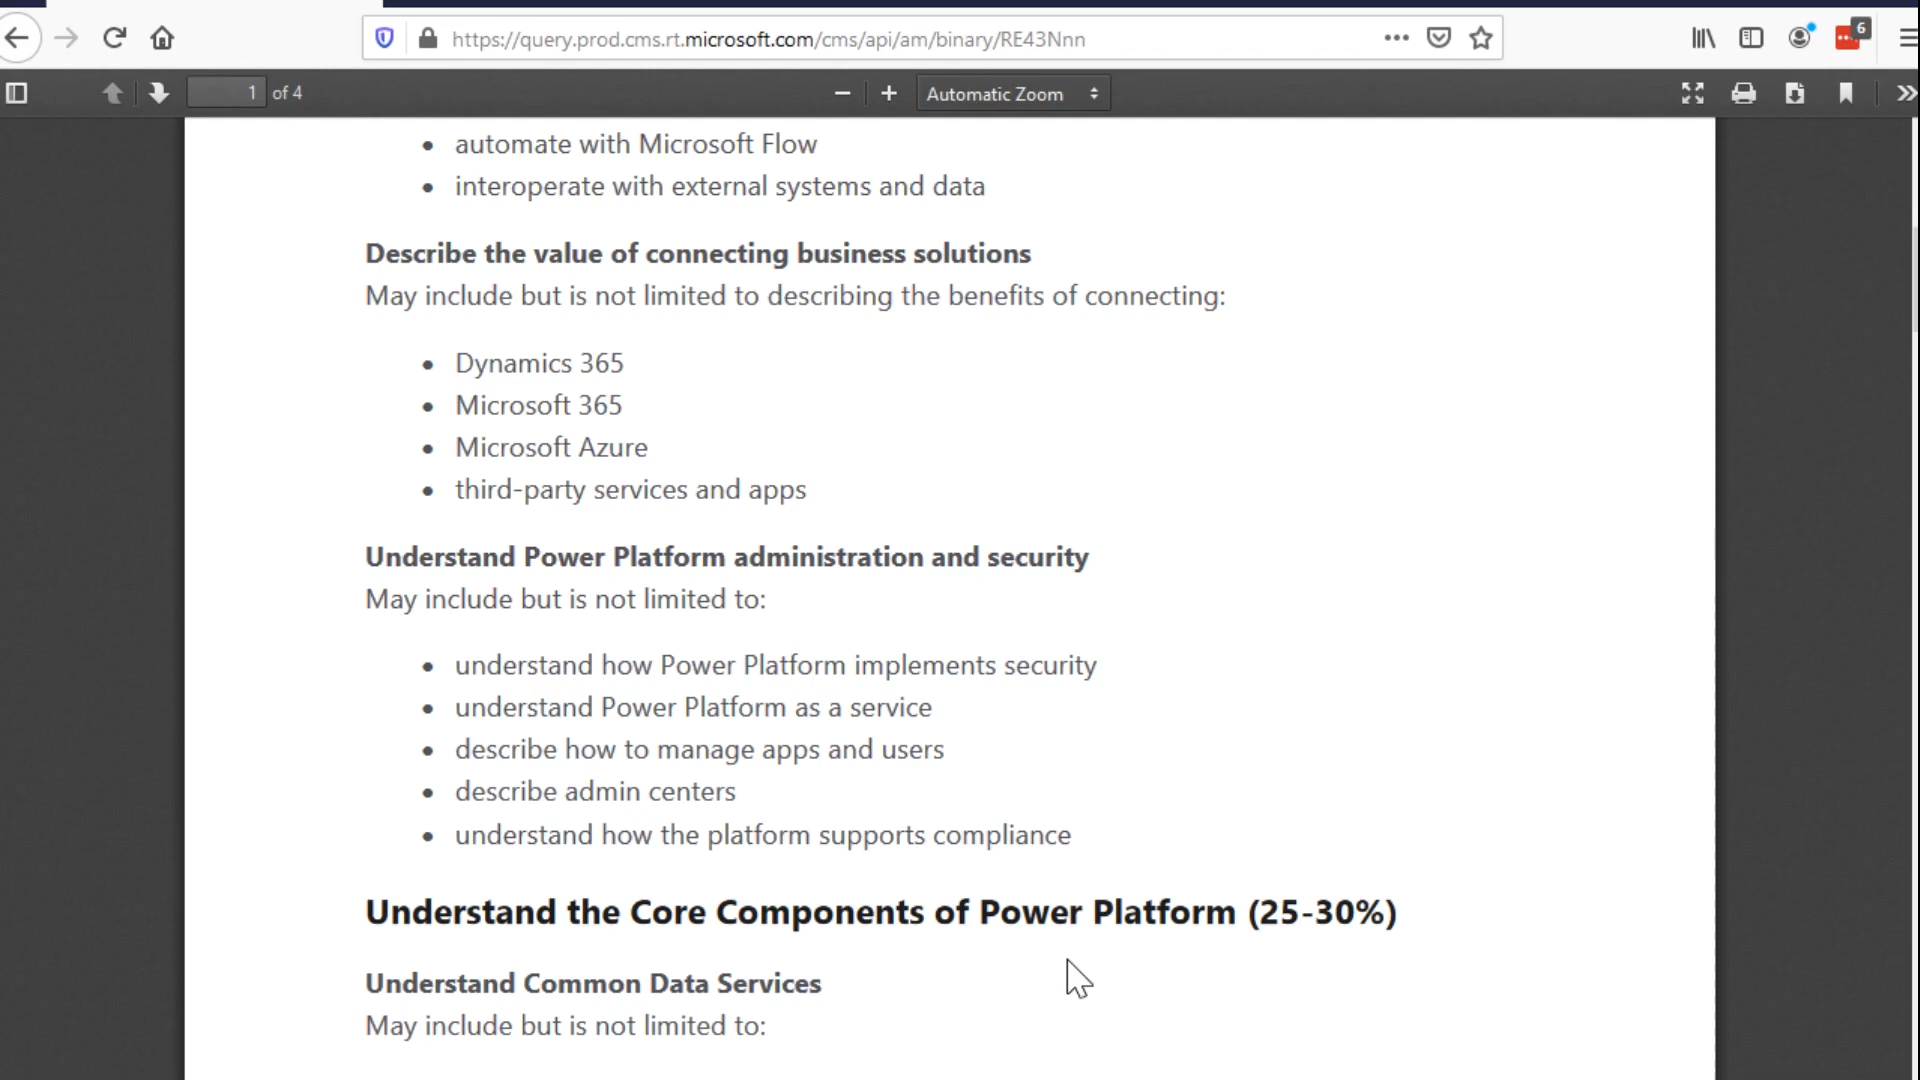 https://query.prod.cms.rt.microsoft.com/cms/api/am/binary/RE43Nnn
6
1 of 4
Automatic Zoom
• automate with Microsoft Flow
• interoperate with external systems and data
Describe the value of connecting business solutions
May include but is not limited to describing the benefits of connecting:
• Dynamics 365
• Microsoft 365
• Microsoft Azure
• third-party services and apps
Understand Power Platform administration and security
May include but is not limited to:
• understand how Power Platform implements security
• understand Power Platform as a service
• describe how to manage apps and users
• describe admin centers
• understand how the platform supports compliance
Understand the Core Components of Power Platform (25-30%)
Understand Common Data Services
May include but is not limited to: